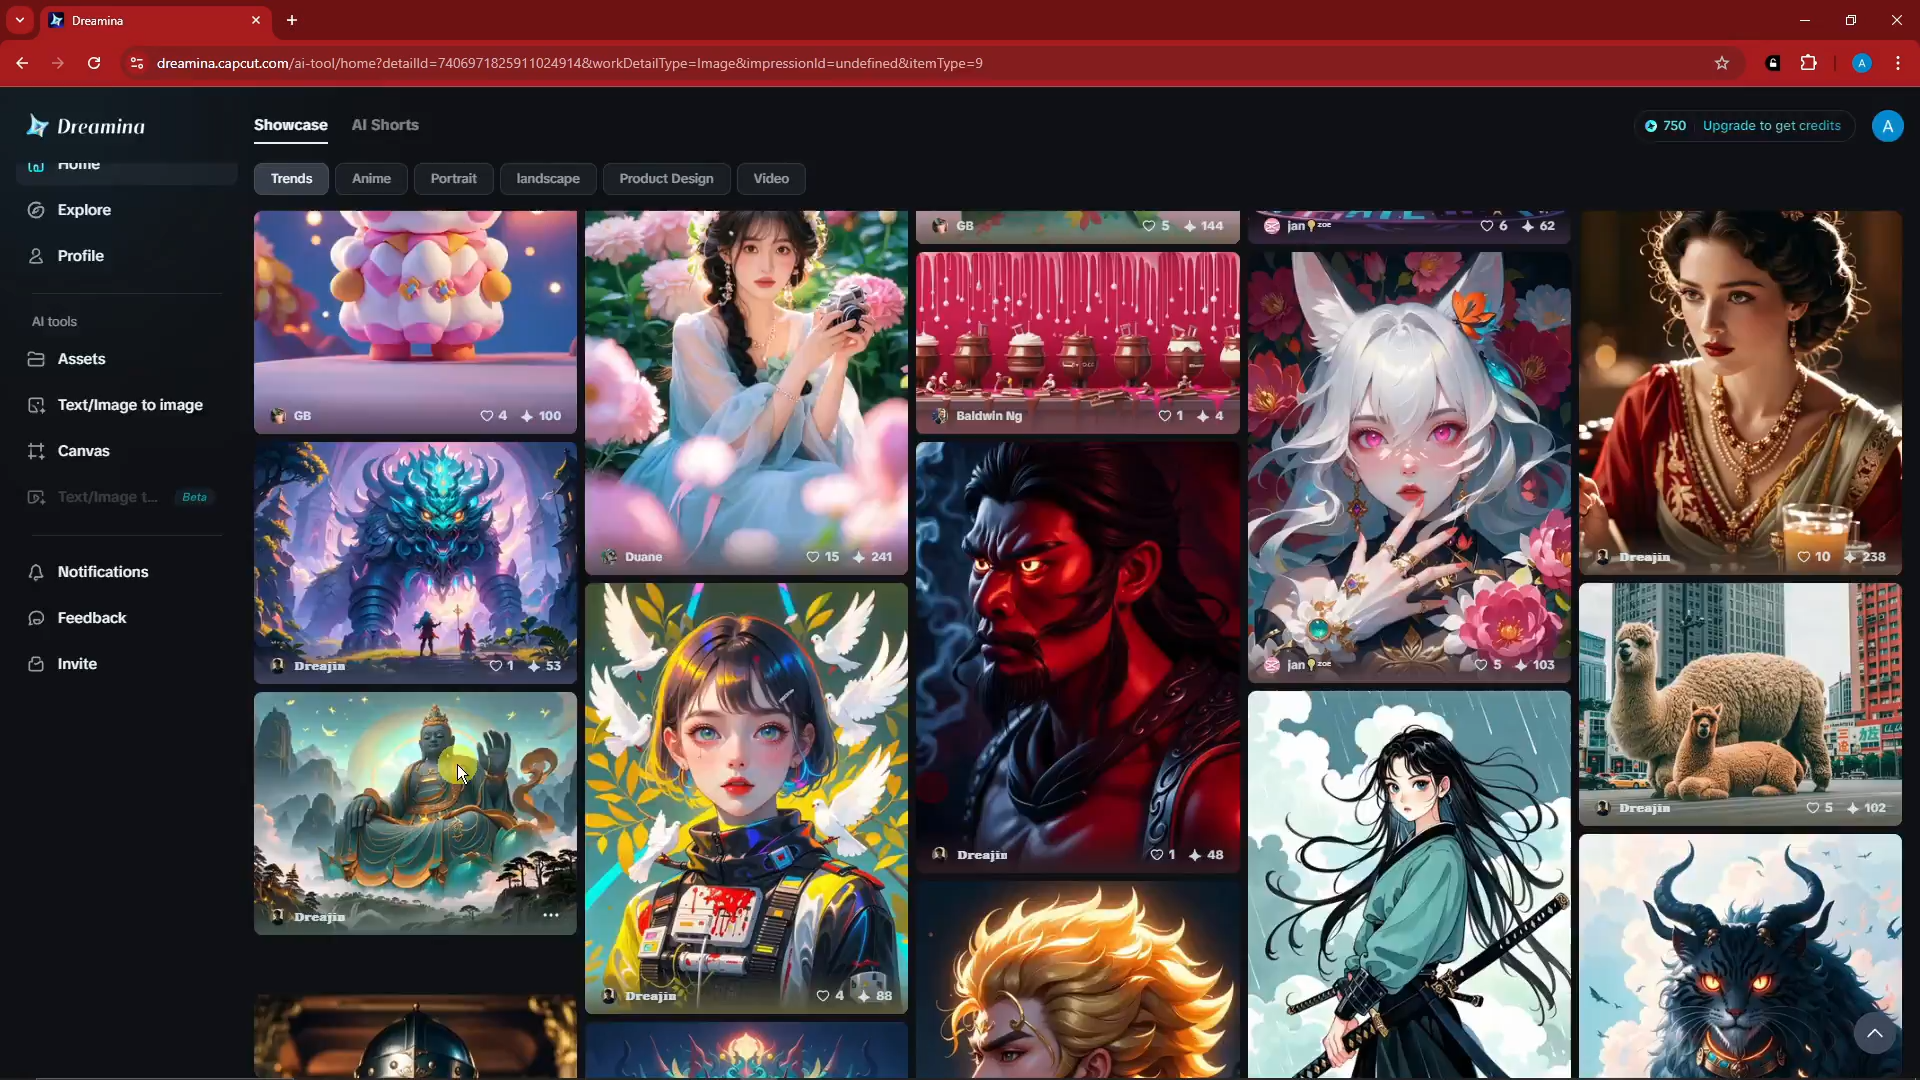 Dreamina
dreamina.capcut.com/ai-tool/home?detailId=7406971825911024914&workDetailType=Image&impressionId=undefined&itemType=9
A
Dreamina
Showcase
AI Shorts
750
Upgrade to get credits
A
Home
Explore
Profile
AI tools
Assets
Text/Image to image
Canvas
Text/Image t...
Beta
Notifications
Feedback
Invite
Trends
Anime
Portrait
landscape
Product Design
Video
GB
5
144
jan
zoe
6
62
GB
4
100
Baldwin Ng
1
4
Duane
15
241
Dreajin
10
238
Dreajin
1
53
jan
zoe
5
103
Dreajin
5
102
Dreajin
1
48
Dreajin
Dreajin
4
88